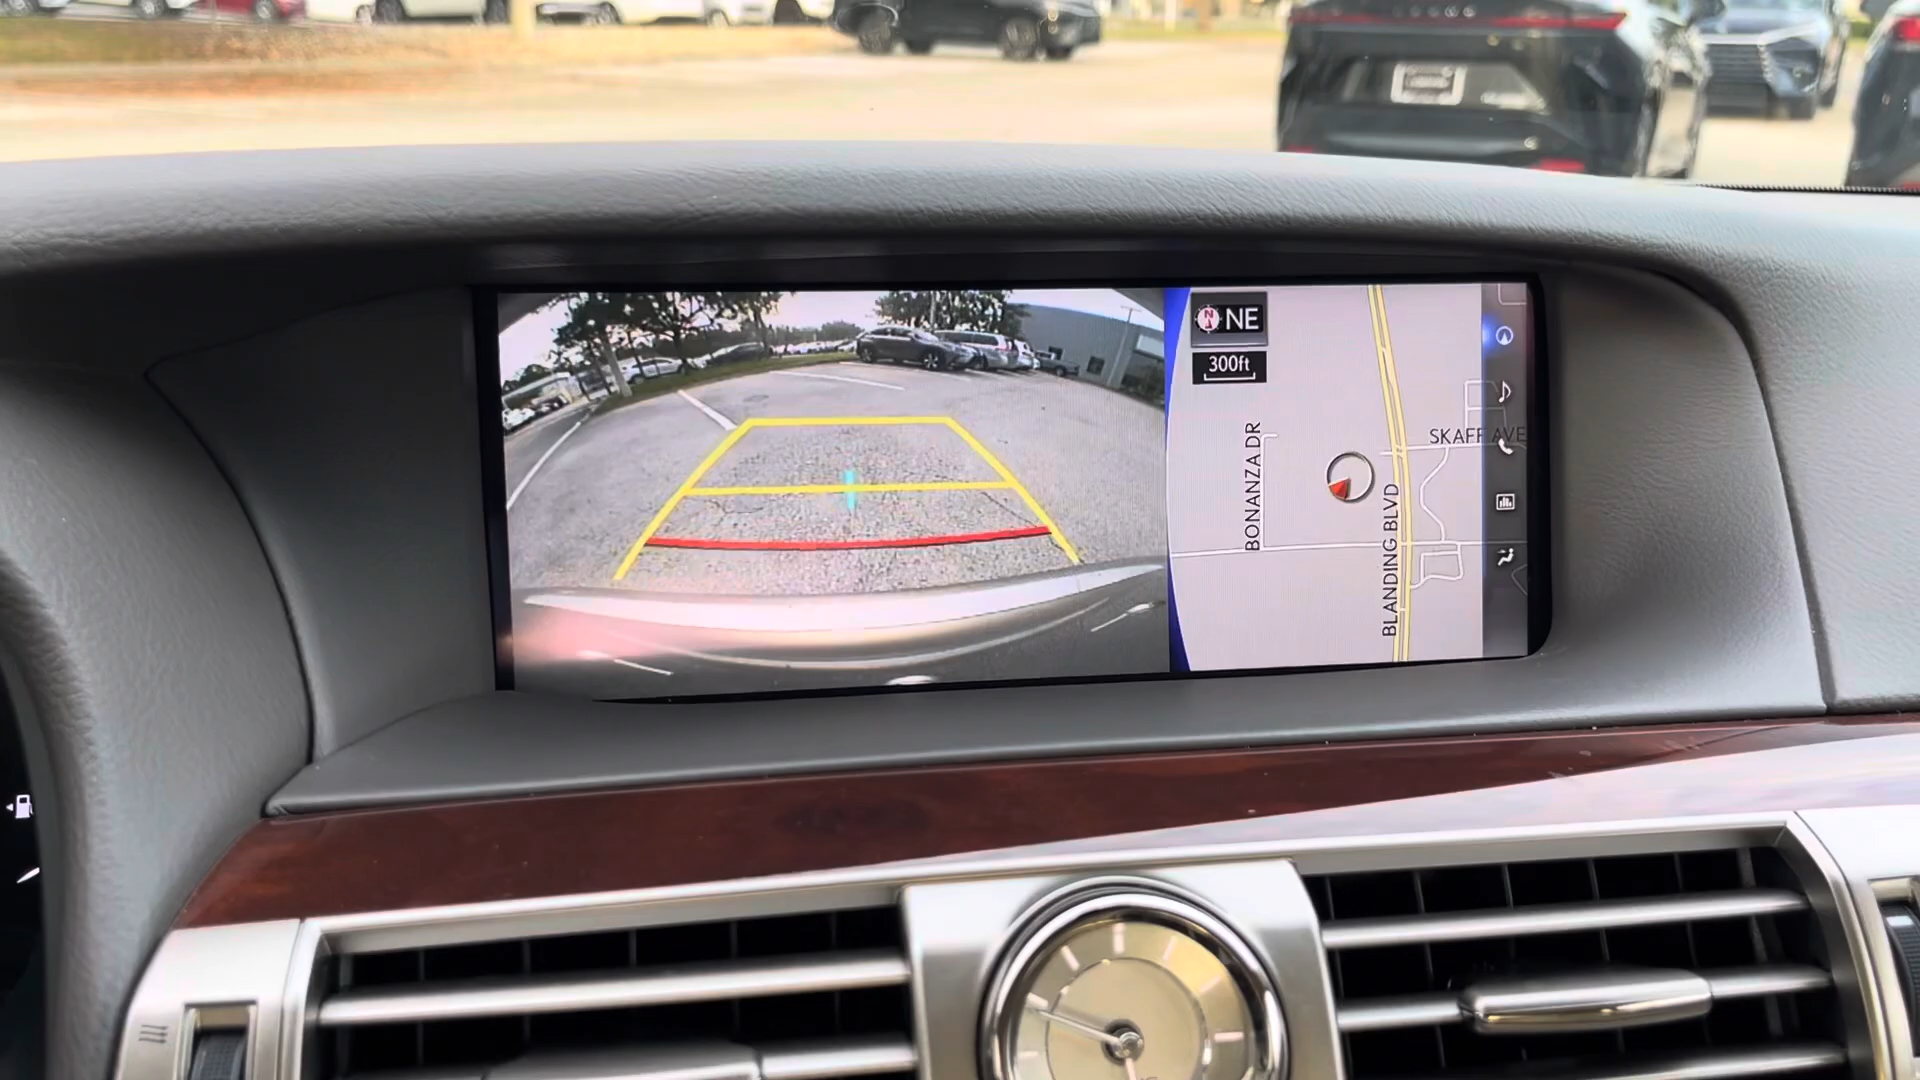 NE
300ft
BONANZA DR
SKAFF AVE
BLANDING BLVD
N